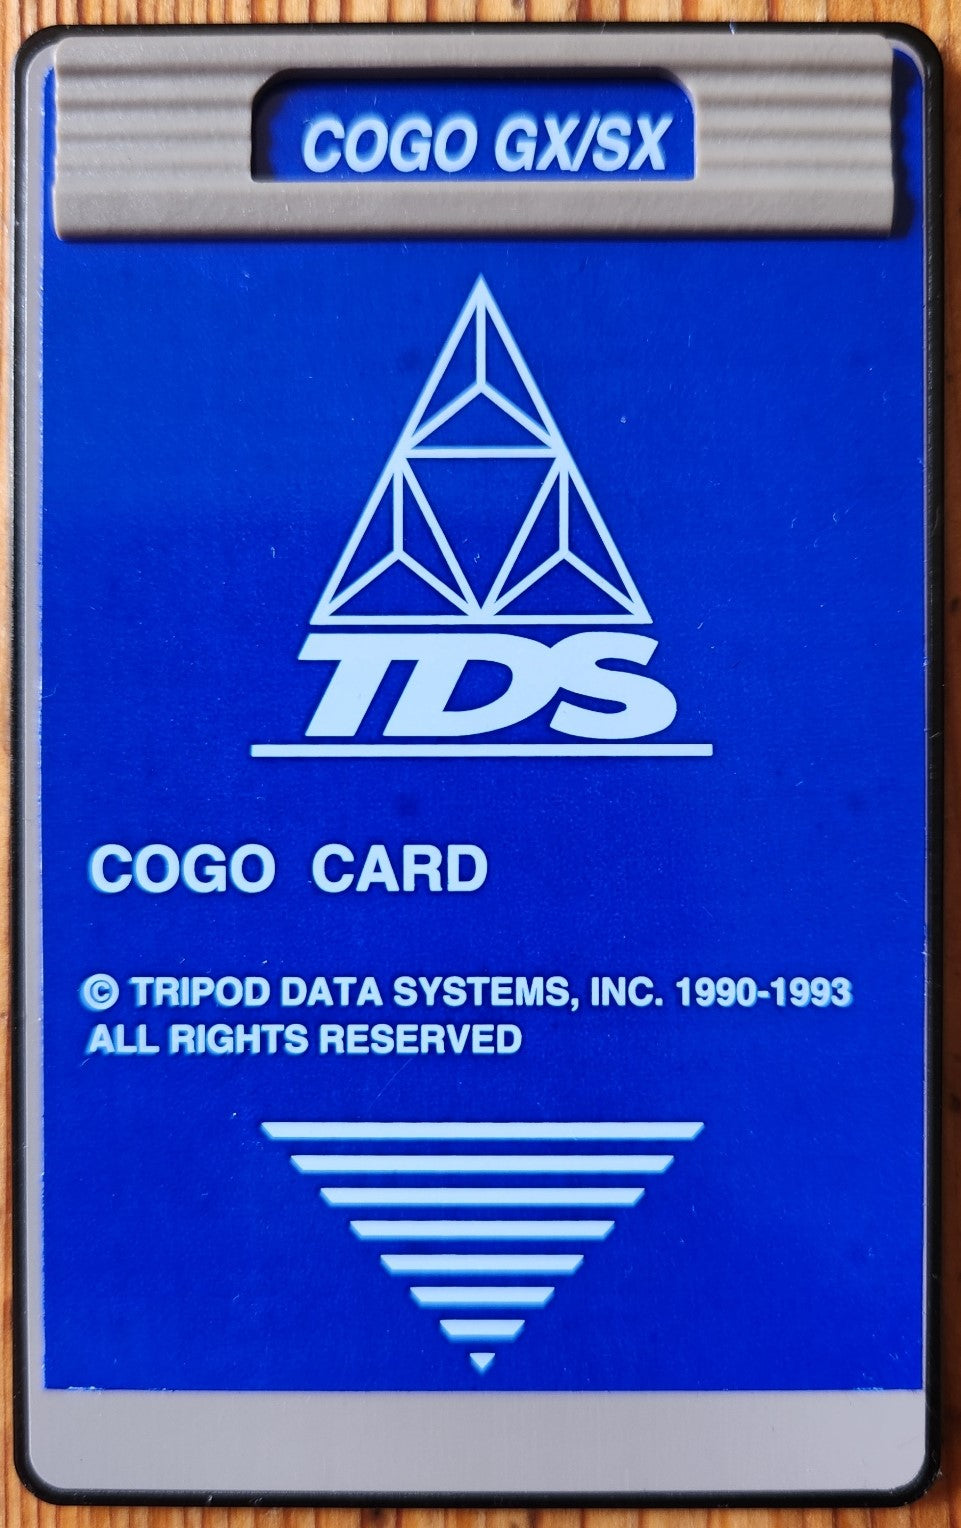 COGO GX/SX
TDS
COGO CARD
© TRIPOD DATA SYSTEMS, INC. 1990-1993
ALL RIGHTS RESERVED